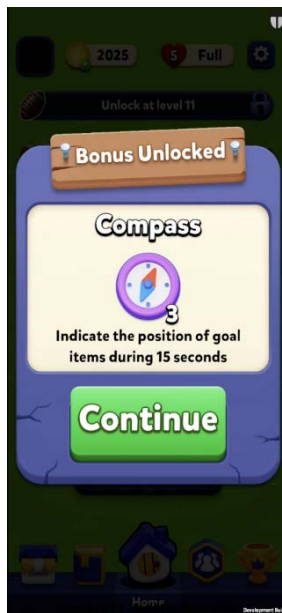 2025
5
Full
Unlock at level 11
Bonus Unlocked
Compass
3
Indicate the position of goal
items during 15 seconds
Continue
Home